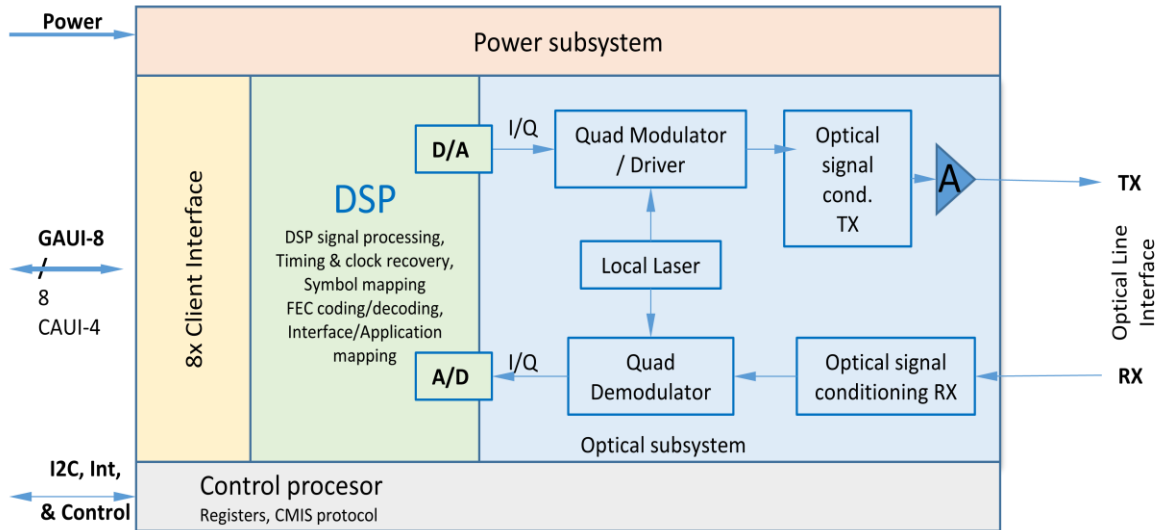 Power
Power subsystem
8x Client Interface
GAUI-8
8
CAUI-4
DSP
DSP signal processing,
Timing & clock recovery,
Symbol mapping
FEC coding/decoding,
Interface/Application
mapping
D/A
A/D
I/Q
I/Q
Quad Modulator
/ Driver
Optical
signal
cond.
TX
A
Local Laser
Quad
Demodulator
Optical signal
conditioning RX
Optical subsystem
TX
Optical Line
Interface
RX
I2C, Int,
& Control
Control procesor
Registers, CMIS protocol